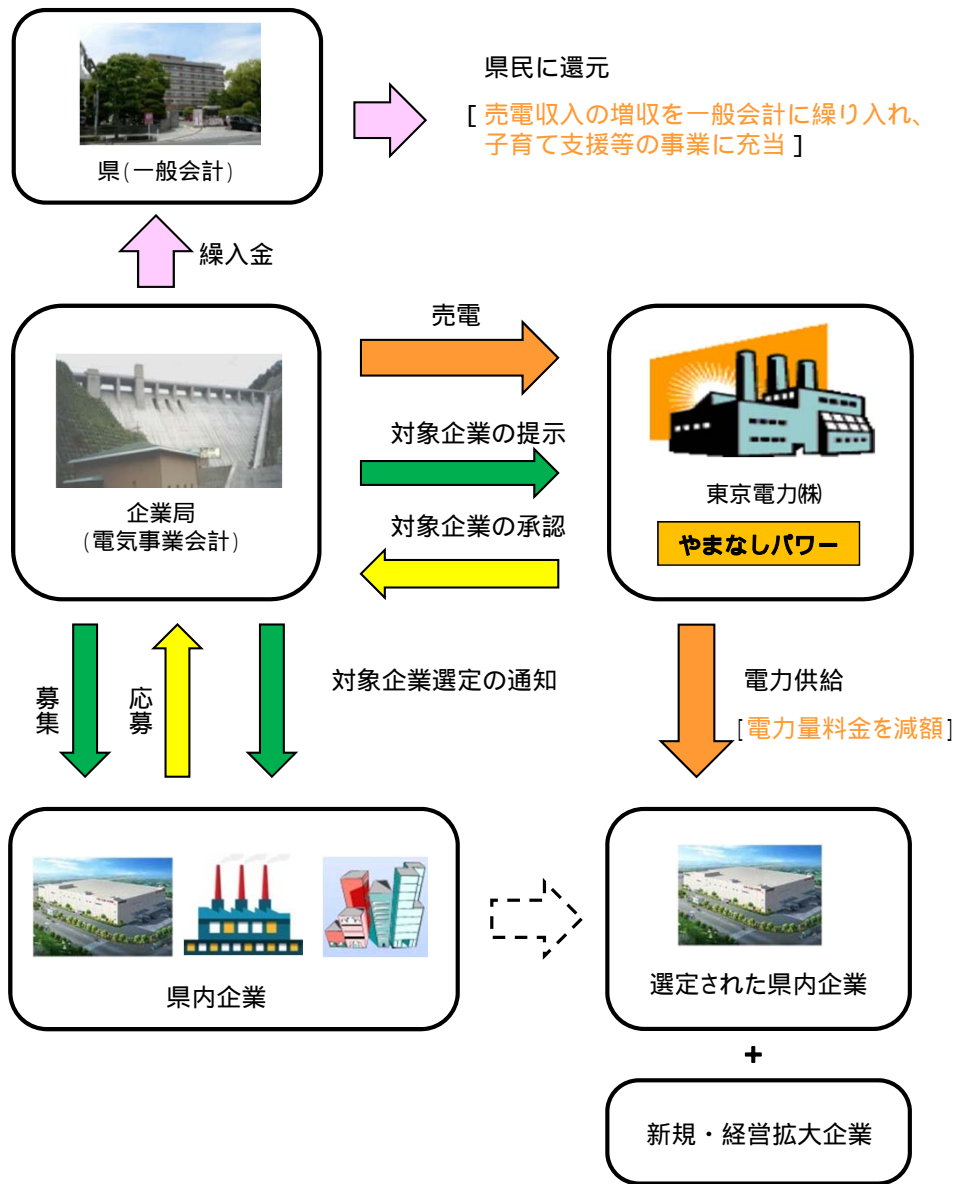 県民に還元
[ 売電収入の増収を一般会計に繰り入れ、
子育て支援等の事業に充当 ]
県(一般会計)
繰入金
売電
対象企業の提示
対象企業の承認
企業局
(電気事業会計)
東京電力㈱
やまなしパワー
募集
応募
対象企業選定の通知
電力供給
[電力量料金を減額]
県内企業
選定された県内企業
+
新規・経営拡大企業